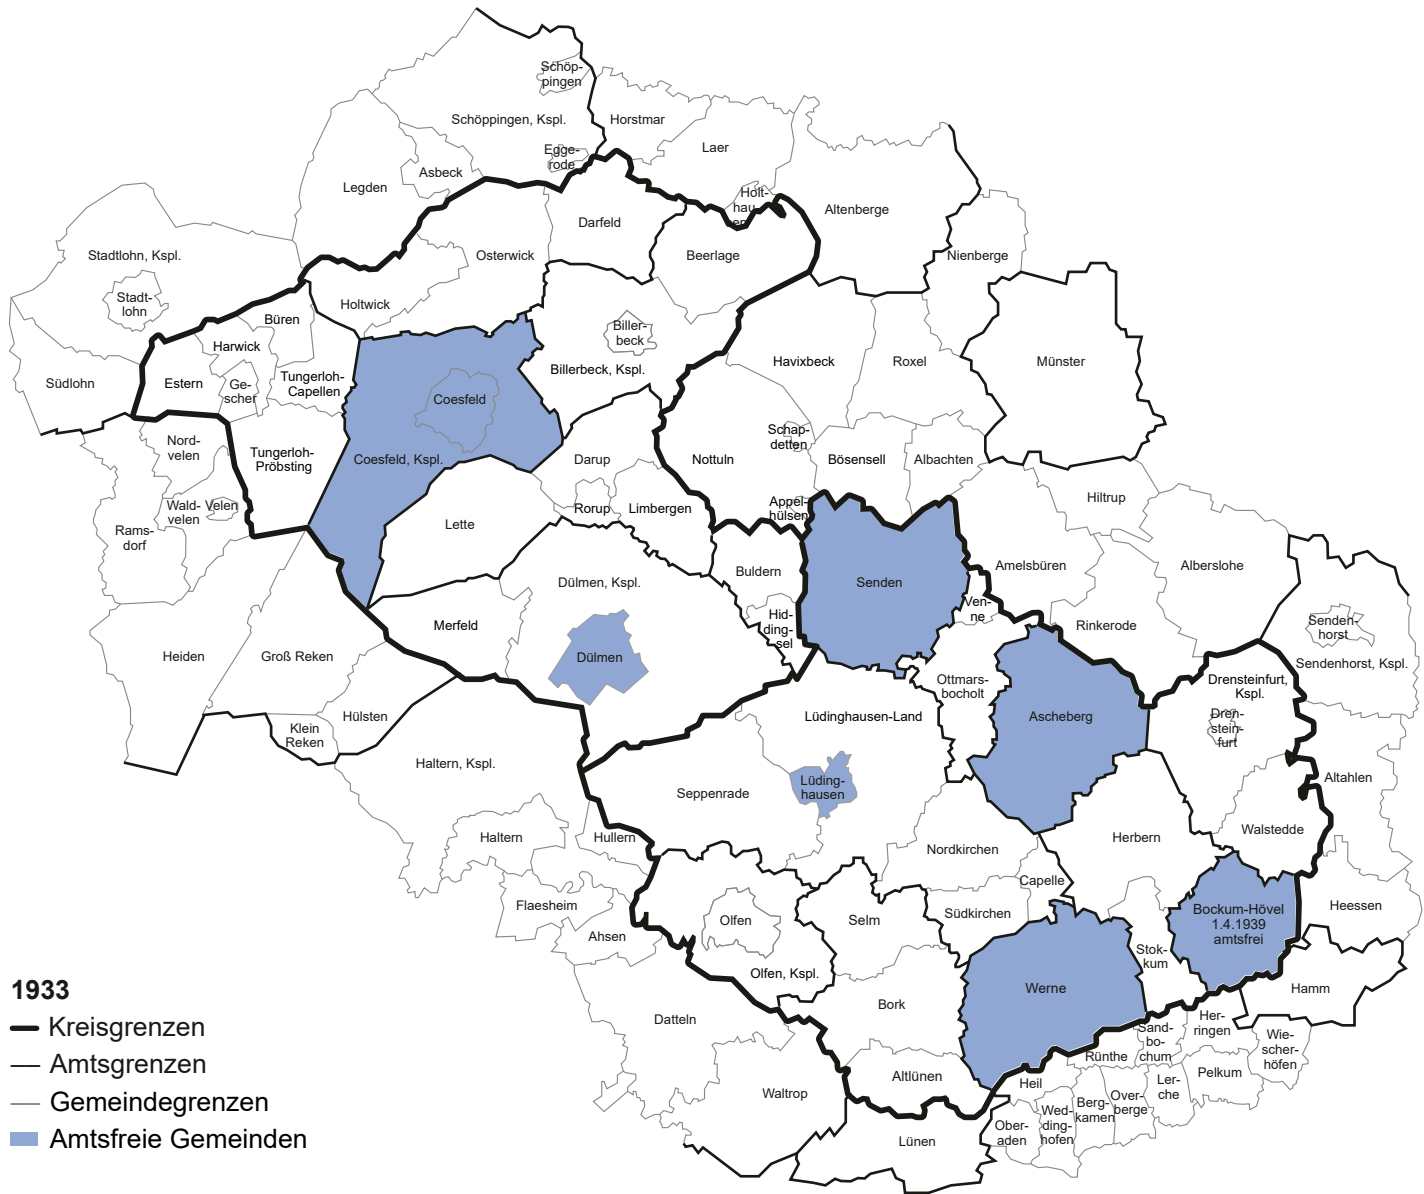 Schöp-
pingen
Schöppingen, Kspl.
Horstmar
Laer
Egge-
rode
Asbeck
Legden
Holt-
hau-
sen
Altenberge
Darfeld
Osterwick
Beerlage
Nienberge
Stadtlohn, Kspl.
Stadt-
lohn
Holtwick
Büren
Harwick
Biller-
beck
Billerbeck, Kspl.
Havixbeck
Roxel
Münster
Südlohn
Estern
Ge-
scher
Tungerloh-
Capellen
Coesfeld
Coesfeld, Kspl.
Nord-
velen
Tungerloh-
Pröbsting
Darup
Nottuln
Schap-
detten
Bösensell
Albachten
Wald-
velen
Velen
Rams-
dorf
Lette
Rorup
Limbergen
Appel-
hülsen
Hiltrup
Buldern
Senden
Amelsbüren
Alberslohe
Dülmen, Kspl.
Hid-
ding-
sel
Ven-
ne
Merfeld
Rinkerode
Senden-
horst
Sendenhorst, Kspl.
Heiden
Groß Reken
Dülmen
Ottmars-
bocholt
Drensteinfurt,
Kspl.
Dren-
stein-
furt
Klein
Reken
Hülsten
Lüdinghausen-Land
Ascheberg
Haltern, Kspl.
Seppenrade
Lüding-
hausen
Altahlen
Haltern
Hullern
Nordkirchen
Herbern
Walstedde
Capelle
Flaesheim
Ahsen
Olfen
Selm
Südkirchen
Bockum-Hövel
1.4.1939
amtsfrei
Heessen
Olfen, Kspl.
Stok-
kum
Werne
Hamm
Datteln
Bork
Sand-
bo-
chum
Her-
ringen
Wie-
scher-
höfen
Rünthe
Altlünen
Waltrop
Heil
Pelkum
Ler-
che
Over-
berge
Berg-
kamen
Wed-
ding-
hofen
Ober-
aden
Lünen
1933
Kreisgrenzen
Amtsgrenzen
Gemeindegrenzen
Amtsfreie Gemeinden